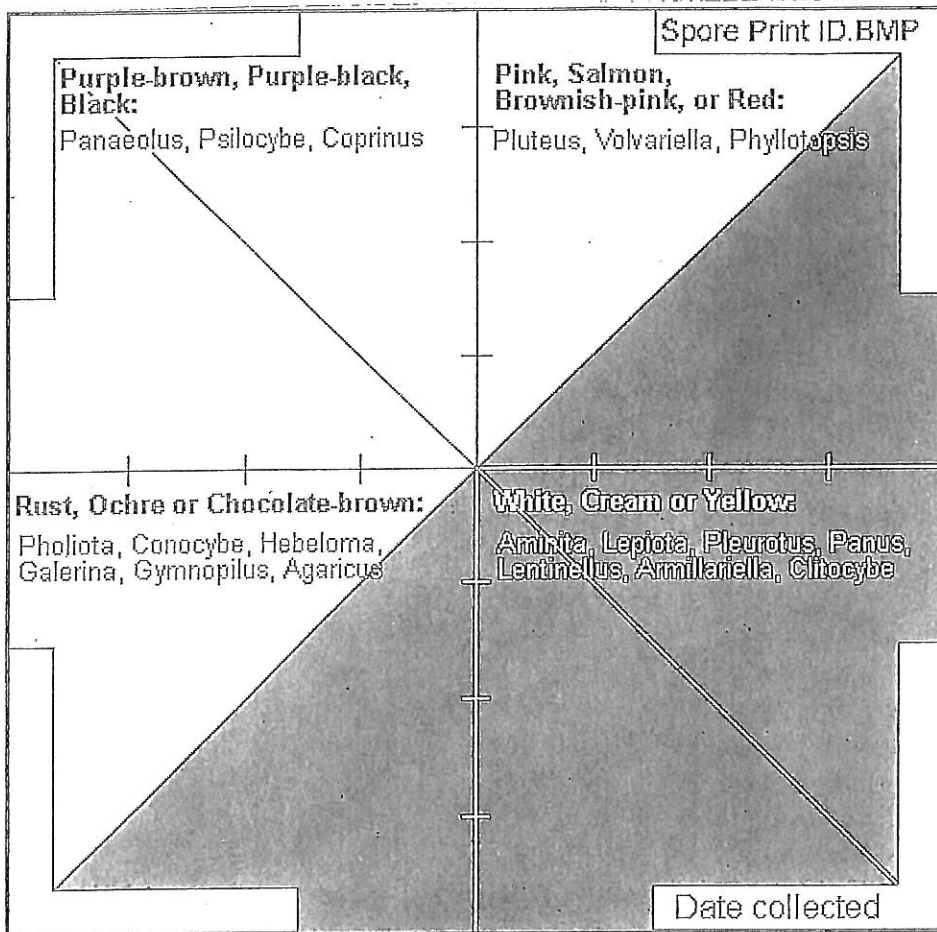 Spore Print ID.BMP
Purple-brown, Purple-black,
Black:
Panaeolus, Psilocybe, Coprinus
Pink, Salmon,
Brownish-pink, or Red:
Pluteus, Volvariella, Phyllotopsis
Rust, Ochre or Chocolate-brown:
Pholiota, Conocybe, Hebeloma,
Galerina, Gymnopilus, Agaricus
White, Cream or Yellow:
Aminita, Lepiota, Pleurotus, Panus,
Lentinellus, Armillariella, Clitocybe
Date collected